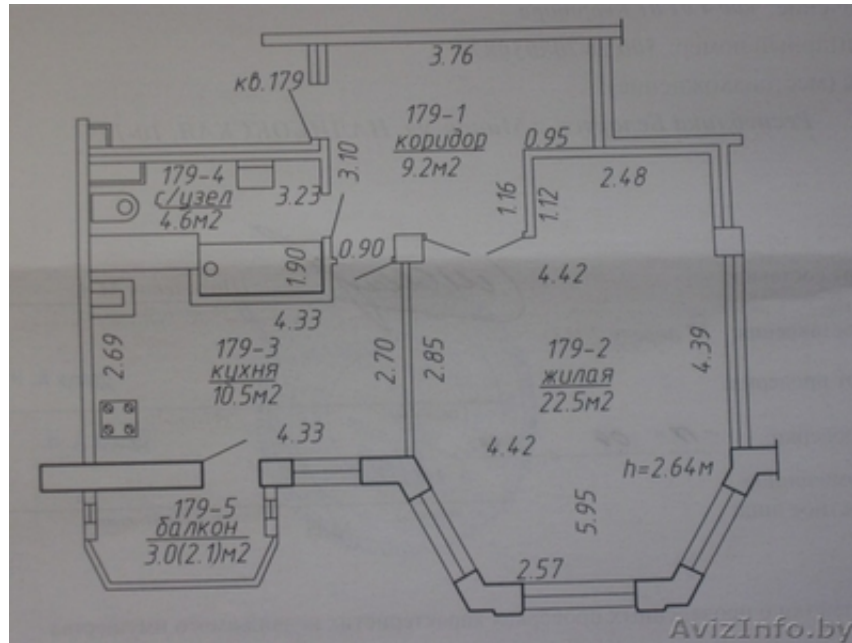 3.76
кв.179
179-1
коридор
9.2м2
0.95
3.10
179-4
с/узел
4.6м2
3.23
2.48
1.16
1.12
0.90
1.90
4.42
4.33
2.69
179-3
кухня
10.5м2
2.70
2.85
179-2
жилая
22.5м2
4.39
4.33
4.42
h=2.64м
179-5
балкон
3.0(2.1)м2
5.95
2.57
AvizInfo.by